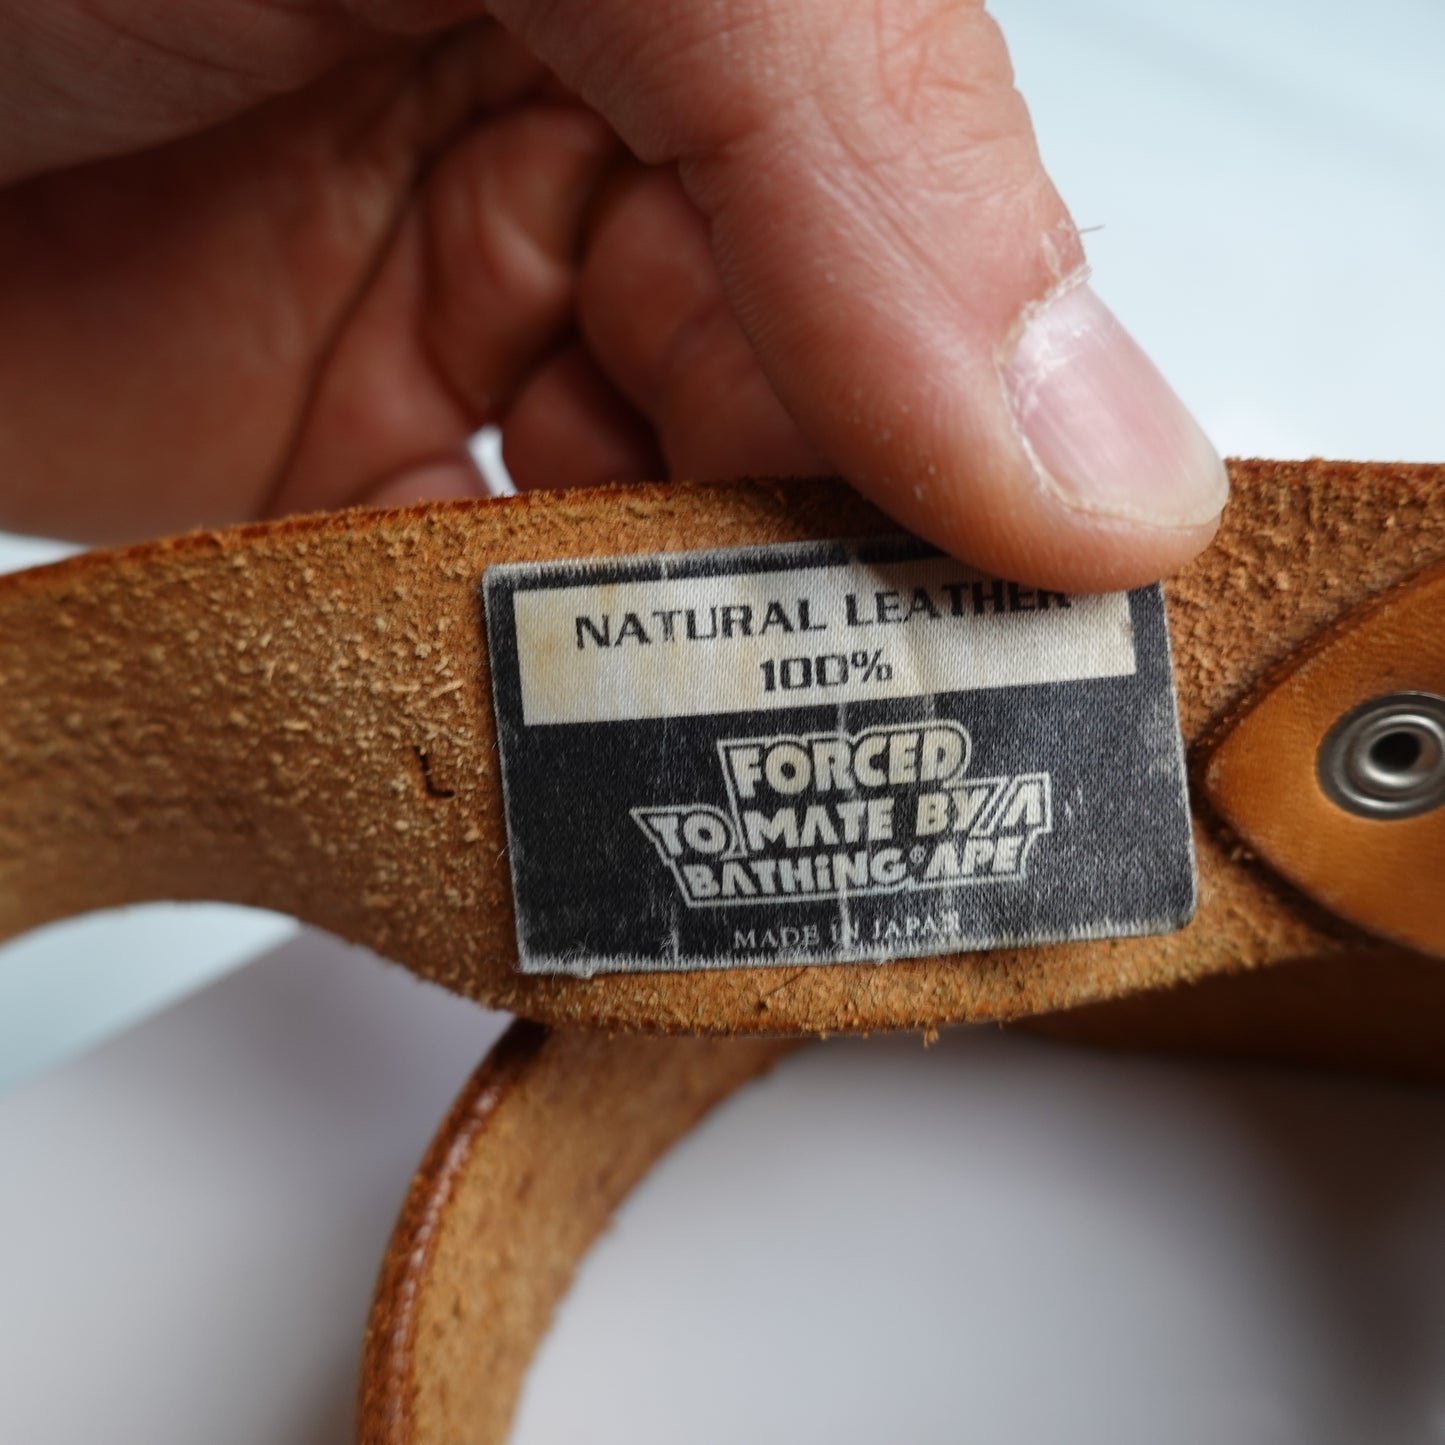 NATURAL LEATHER
100%
FORCED
TO MATE BY A
BATHiNG® APE
MADE IN JAPAN